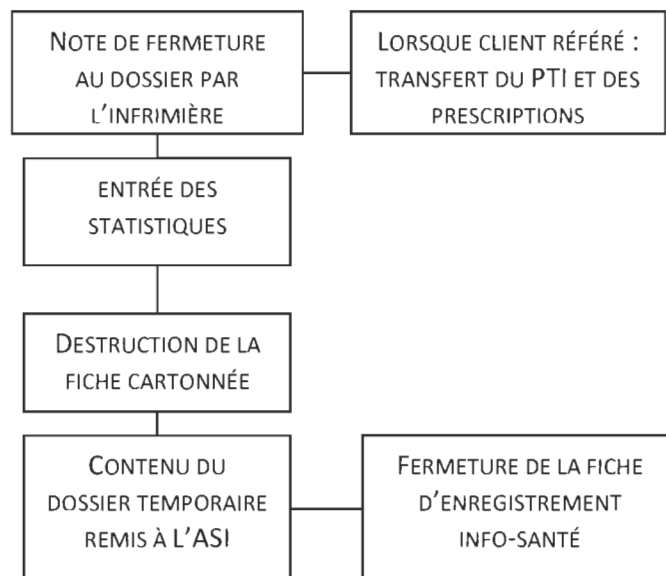 NOTE DE FERMETURE
AU DOSSIER PAR
L'INFRIMIÈRE
LORSQUE CLIENT RÉFÉRÉ :
TRANSFERT DU PTI ET DES
PRESCRIPTIONS
ENTRÉE DES
STATISTIQUES
DESTRUCTION DE LA
FICHE CARTONNÉE
CONTENU DU
DOSSIER TEMPORAIRE
REMIS À L'ASI
FERMETURE DE LA FICHE
D'ENREGISTREMENT
INFO-SANTÉ